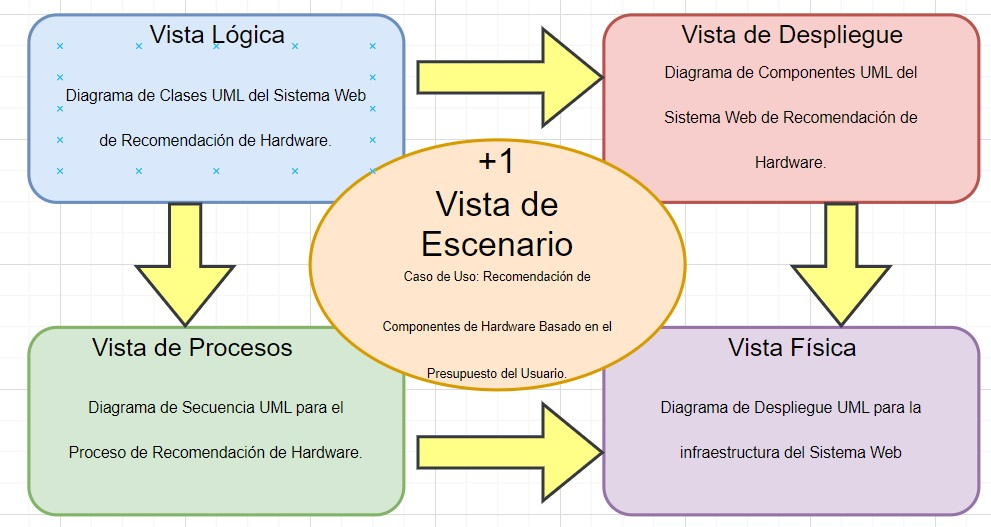 Vista Lógica
Diagrama de Clases UML del Sistema Web
de Recomendación de Hardware.
Vista de Despliegue
Diagrama de Componentes UML del
Sistema Web de Recomendación de
Hardware.
+1
Vista de
Escenario
Caso de Uso: Recomendación de
Componentes de Hardware Basado en el
Presupuesto del Usuario.
Vista de Procesos
Diagrama de Secuencia UML para el
Proceso de Recomendación de Hardware.
Vista Física
Diagrama de Despliegue UML para la
infraestructura del Sistema Web